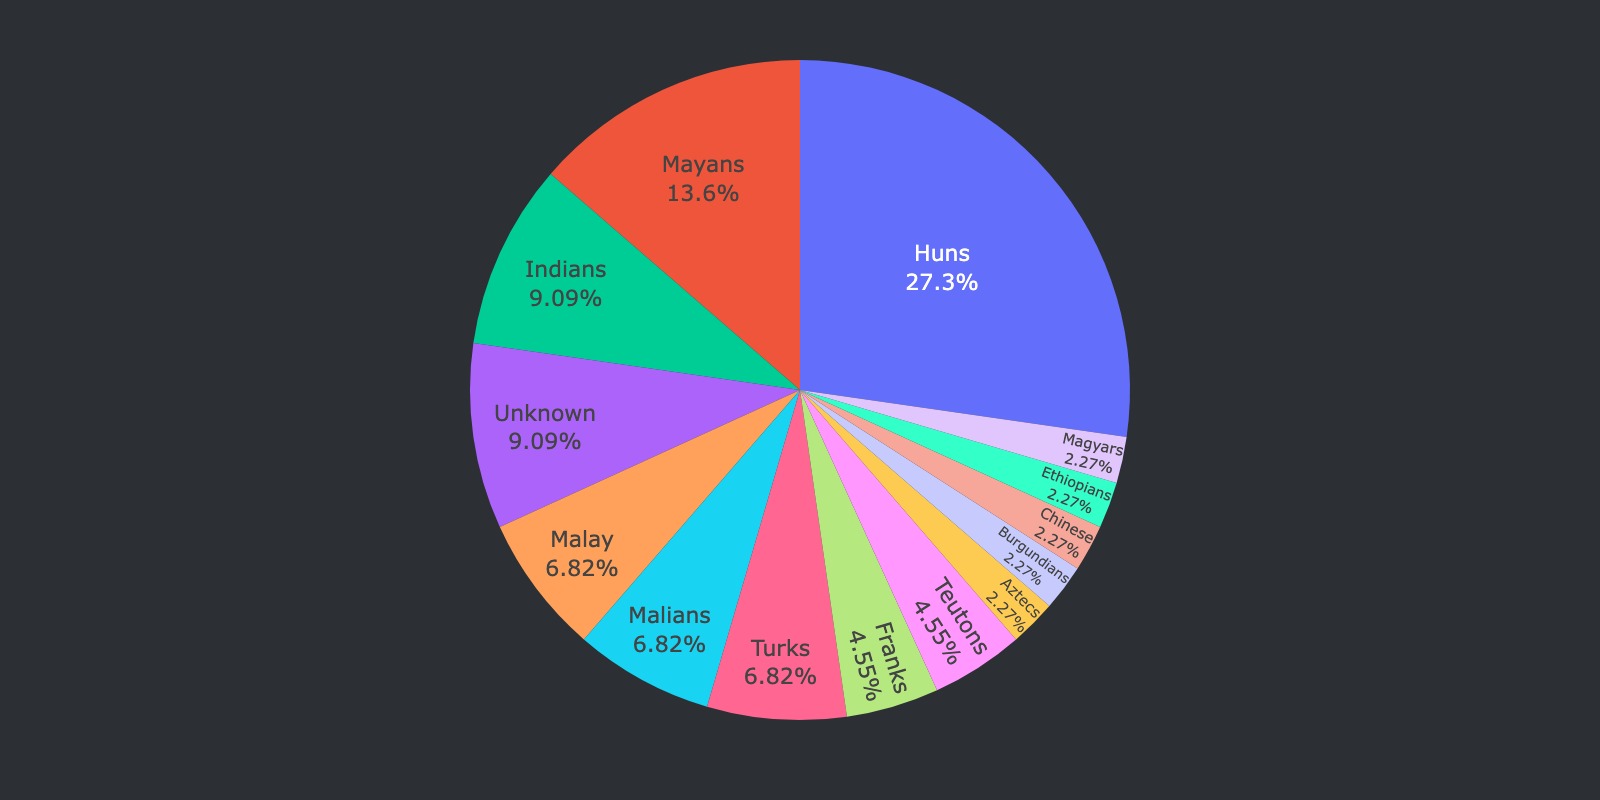 Mayans
13.6%
Huns
27.3%
Indians
9.09%
Unknown
9.09%
Magyars
2.27%
Ethiopians
2.27%
Chinese
2.27%
Burgundians
2.27%
Aztecs
2.27%
Teutons
4.55%
Franks
4.55%
Turks
6.82%
Malians
6.82%
Malay
6.82%